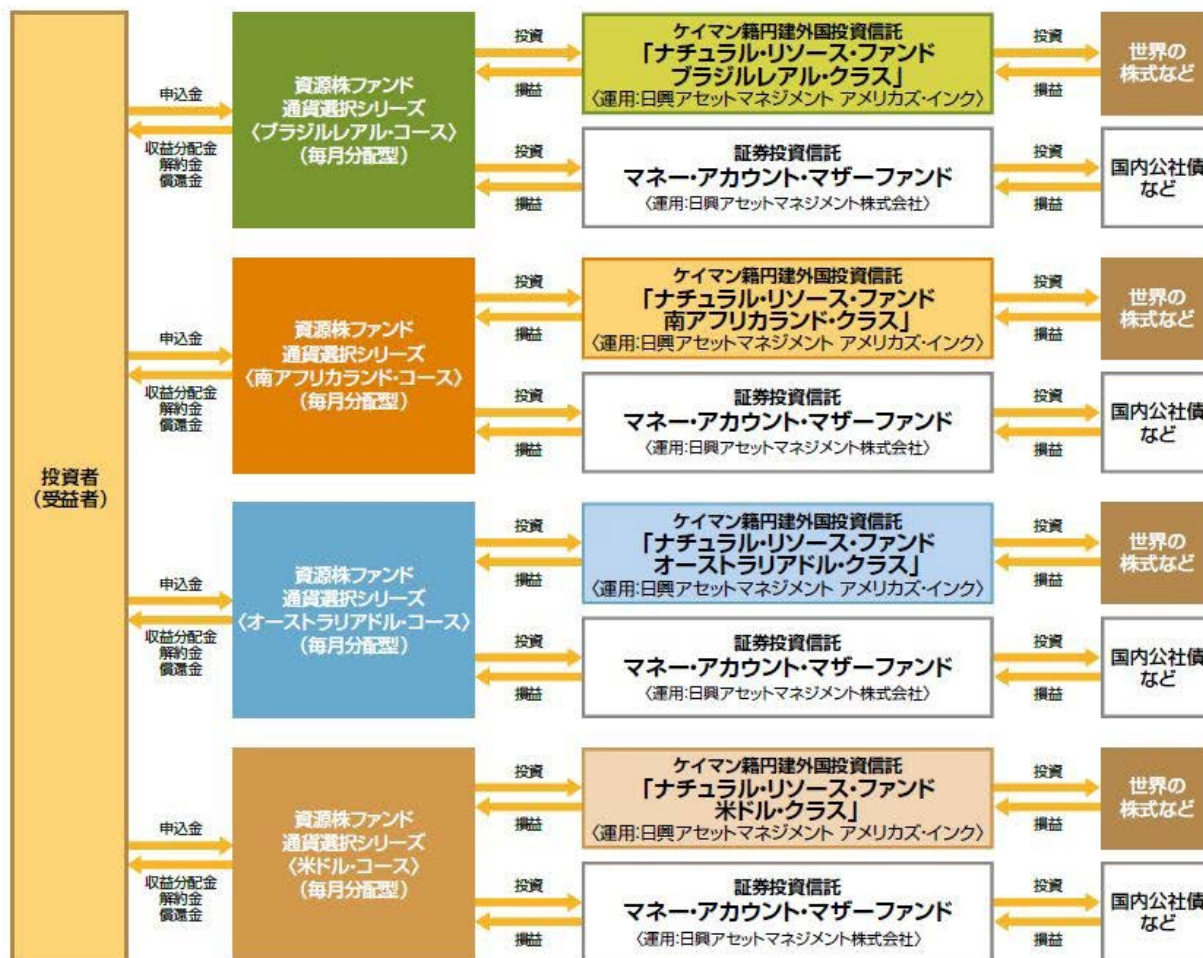 投資者
（受益者）
申込金
収益分配金
解約金
償還金
資源株ファンド
通貨選択シリーズ
〈ブラジルレアル・コース〉
（毎月分配型）
投資
損益
ケイマン籍円建外国投資信託
「ナチュラル・リソース・ファンド
ブラジルレアル・クラス」
〈運用：日興アセットマネジメント アメリカズ・インク〉
投資
損益
世界の
株式など
投資
損益
証券投資信託
マネー・アカウント・マザーファンド
〈運用：日興アセットマネジメント株式会社〉
投資
損益
国内公社債
など
申込金
収益分配金
解約金
償還金
資源株ファンド
通貨選択シリーズ
〈南アフリカランド・コース〉
（毎月分配型）
投資
損益
ケイマン籍円建外国投資信託
「ナチュラル・リソース・ファンド
南アフリカランド・クラス」
〈運用：日興アセットマネジメント アメリカズ・インク〉
投資
損益
世界の
株式など
投資
損益
証券投資信託
マネー・アカウント・マザーファンド
〈運用：日興アセットマネジメント株式会社〉
投資
損益
国内公社債
など
申込金
収益分配金
解約金
償還金
資源株ファンド
通貨選択シリーズ
〈オーストラリアドル・コース〉
（毎月分配型）
投資
損益
ケイマン籍円建外国投資信託
「ナチュラル・リソース・ファンド
オーストラリアドル・クラス」
〈運用：日興アセットマネジメント アメリカズ・インク〉
投資
損益
世界の
株式など
投資
損益
証券投資信託
マネー・アカウント・マザーファンド
〈運用：日興アセットマネジメント株式会社〉
投資
損益
国内公社債
など
申込金
収益分配金
解約金
償還金
資源株ファンド
通貨選択シリーズ
〈米ドル・コース〉
（毎月分配型）
投資
損益
ケイマン籍円建外国投資信託
「ナチュラル・リソース・ファンド
米ドル・クラス」
〈運用：日興アセットマネジメント アメリカズ・インク〉
投資
損益
世界の
株式など
投資
損益
証券投資信託
マネー・アカウント・マザーファンド
〈運用：日興アセットマネジメント株式会社〉
投資
損益
国内公社債
など